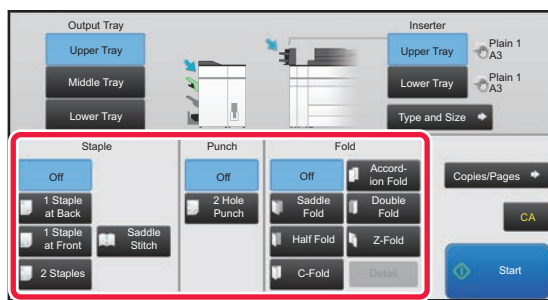 Output Tray
Inserter
Upper Tray
Middle Tray
Lower Tray
Upper Tray
Plain 1
A3
Lower Tray
Plain 1
A3
Type and Size
Staple
Punch
Fold
Off
1 Staple
at Back
1 Staple
at Front
Saddle
Stitch
2 Staples
Off
2 Hole
Punch
Off
Accord-
ion Fold
Saddle
Fold
Double
Fold
Half Fold
Z-Fold
C-Fold
Detail
Copies/Pages
CA
Start